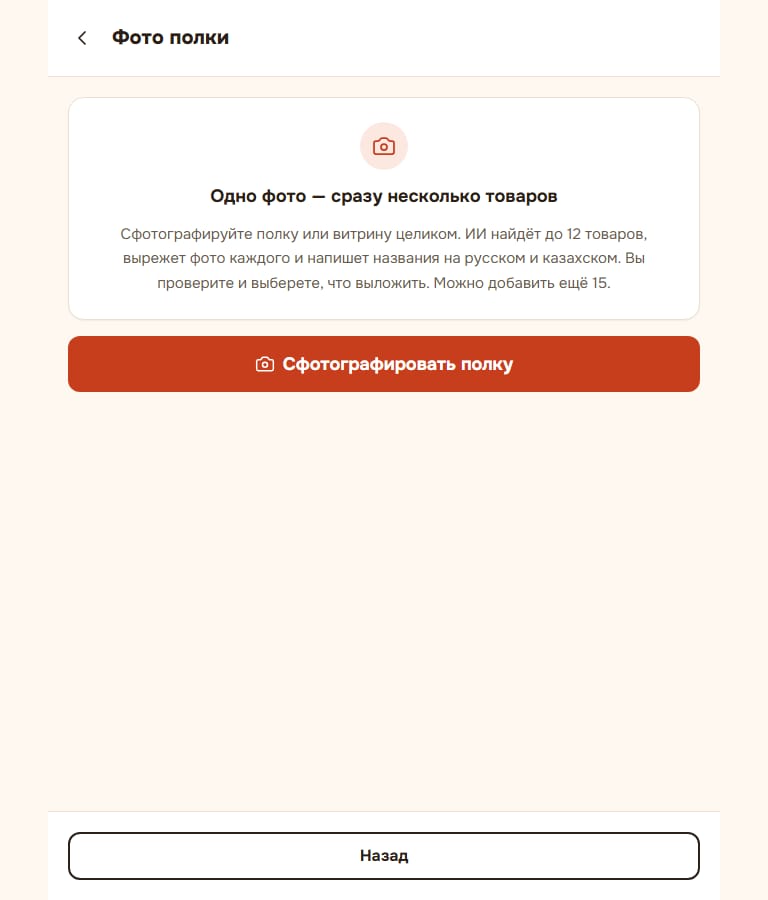 Фото полки
Одно фото — сразу несколько товаров
Сфотографируйте полку или витрину целиком. ИИ найдёт до 12 товаров,
вырежет фото каждого и напишет названия на русском и казахском. Вы
проверите и выберете, что выложить. Можно добавить ещё 15.
Сфотографировать полку
Назад